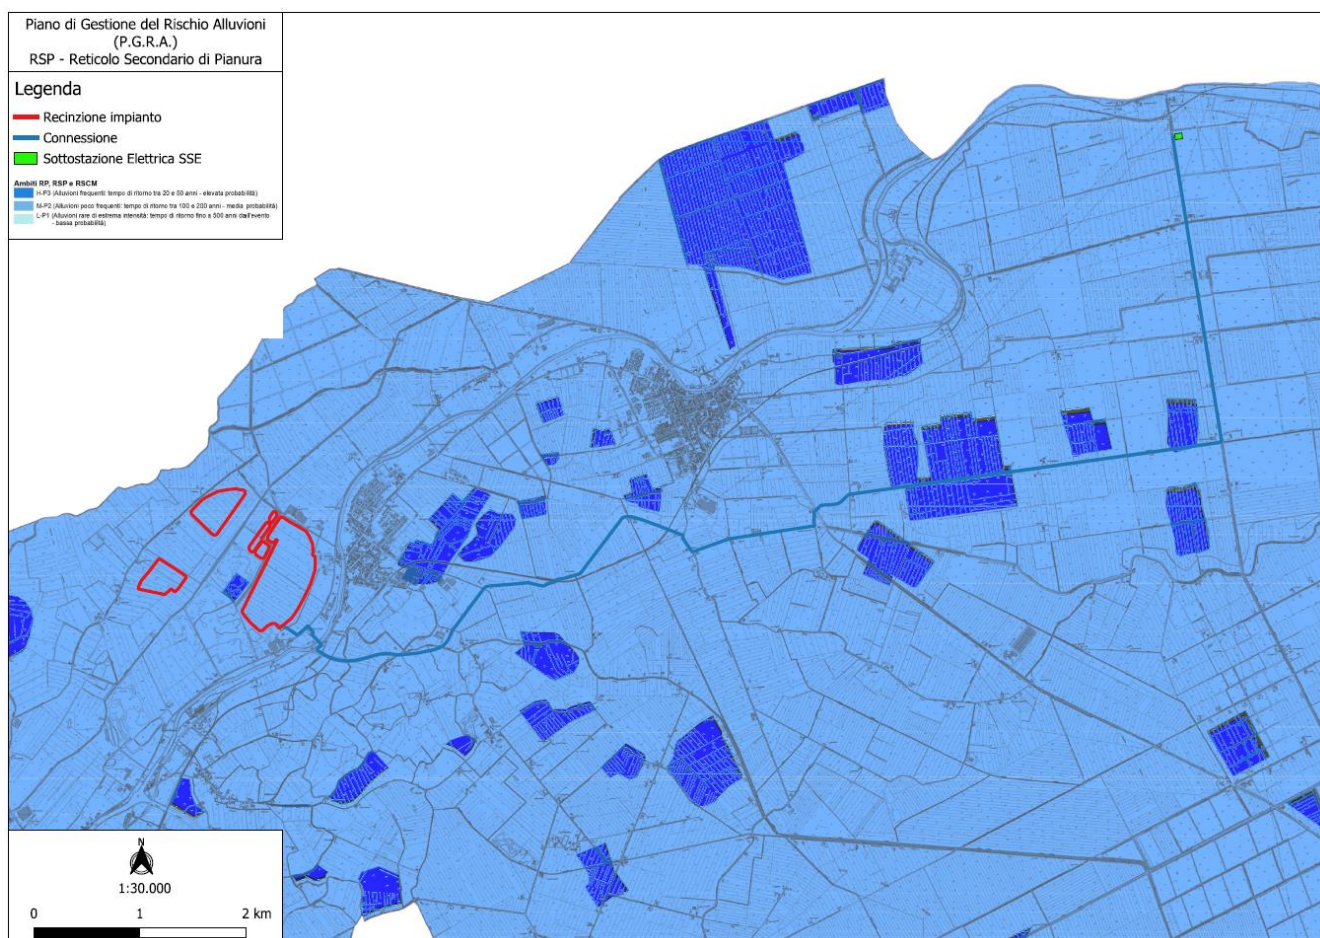 Piano di Gestione del Rischio Alluvioni
(P.G.R.A.)
RSP - Reticolo Secondario di Pianura
Legenda
Recinzione impianto
Connessione
Sottostazione Elettrica SSE
Ambiti RP, RSP e RSCM
H-P3 (Alluvioni frequenti: tempo di ritorno tra 20 e 50 anni - elevata probabilità)
M-P2 (Alluvioni poco frequenti: tempo di ritorno tra 100 e 200 anni - media probabilità)
L-P1 (Alluvioni rare di estrema intensità: tempo di ritorno fino a 500 anni dall'evento
- bassa probabilità)
N
1:30.000
0 1 2 km